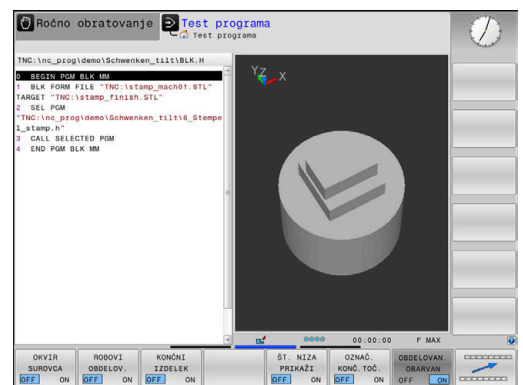 Ročno obratovanje
Test programa
Test programa
TNC:\nc_prog\demo\Schwenken_tilt\BLK.H
0 BEGIN PGM BLK MM
1 BLK FORM FILE "TNC:\stamp_mach01.STL"
TARGET "TNC:\stamp_finish.STL"
2 SEL PGM
"TNC:\nc_prog\demo\Schwenken_tilt\6_Stempe
l_stamp.h"
3 CALL SELECTED PGM
4 END PGM BLK MM
Y Z X
00:00:00 F MAX
OKVIR
SUROVCA
OFF ON
ROBOVI
OBDELOV.
OFF ON
KONČNI
IZDELEK
OFF ON
ŠT. NIZA
PRIKAŽI
OFF ON
OZNAČ.
KONČ.TOČ.
OFF ON
OBDELOVAN.
OBARVAN
OFF ON